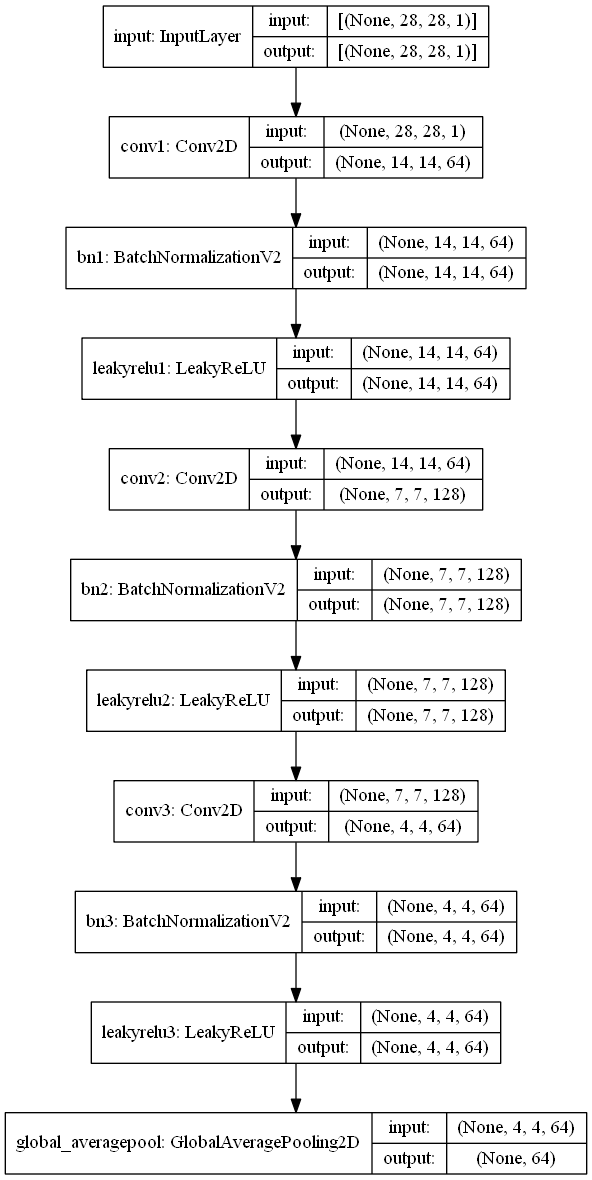 input: InputLayer
input: [(None, 28, 28, 1)]
output: [(None, 28, 28, 1)]
conv1: Conv2D
input: (None, 28, 28, 1)
output: (None, 14, 14, 64)
bn1: BatchNormalizationV2
input: (None, 14, 14, 64)
output: (None, 14, 14, 64)
leakyrelu1: LeakyReLU
input: (None, 14, 14, 64)
output: (None, 14, 14, 64)
conv2: Conv2D
input: (None, 14, 14, 64)
output: (None, 7, 7, 128)
bn2: BatchNormalizationV2
input: (None, 7, 7, 128)
output: (None, 7, 7, 128)
leakyrelu2: LeakyReLU
input: (None, 7, 7, 128)
output: (None, 7, 7, 128)
conv3: Conv2D
input: (None, 7, 7, 128)
output: (None, 4, 4, 64)
bn3: BatchNormalizationV2
input: (None, 4, 4, 64)
output: (None, 4, 4, 64)
leakyrelu3: LeakyReLU
input: (None, 4, 4, 64)
output: (None, 4, 4, 64)
global_averagepool: GlobalAveragePooling2D
input: (None, 4, 4, 64)
output: (None, 64)